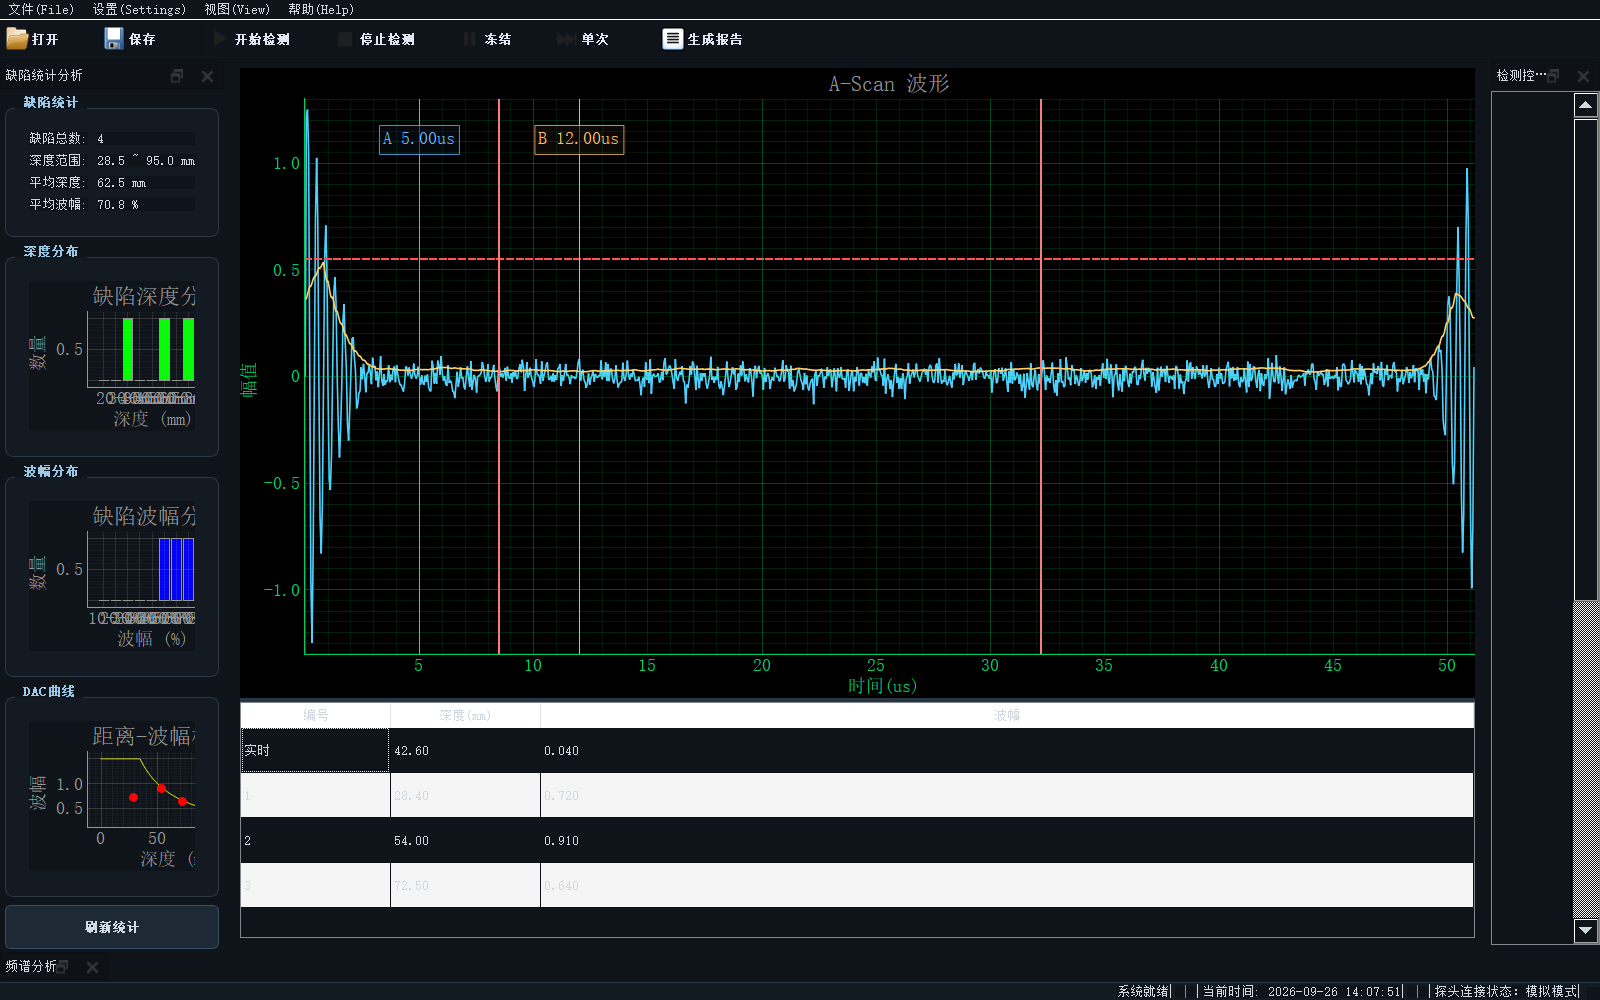 文件(File) 设置(Settings) 视图(View) 帮助(Help)
打开 保存 开始检测 停止检测 冻结 单次 生成报告
缺陷统计分析
缺陷统计
缺陷总数: 4
深度范围: 28.5 ~ 95.0 mm
平均深度: 62.5 mm
平均波幅: 70.8 %
深度分布
缺陷深度分
数量
0.5
深度 (mm)
波幅分布
缺陷波幅分
数量
0.5
波幅 (%)
DAC曲线
距离-波幅
波幅
1.0
0.5
0 50
深度 (
刷新统计
频谱分析
A-Scan 波形
A 5.00us
B 12.00us
幅值
1.0
0.5
0
-0.5
-1.0
5 10 15 20 25 30 35 40 45 50
时间(us)
编号 深度(mm) 波幅
实时 42.60 0.040
1 28.40 0.720
2 54.00 0.910
3 72.50 0.640
检测控…
系统就绪| | |当前时间: 2026-09-26 14:07:51| | |探头连接状态: 模拟模式|